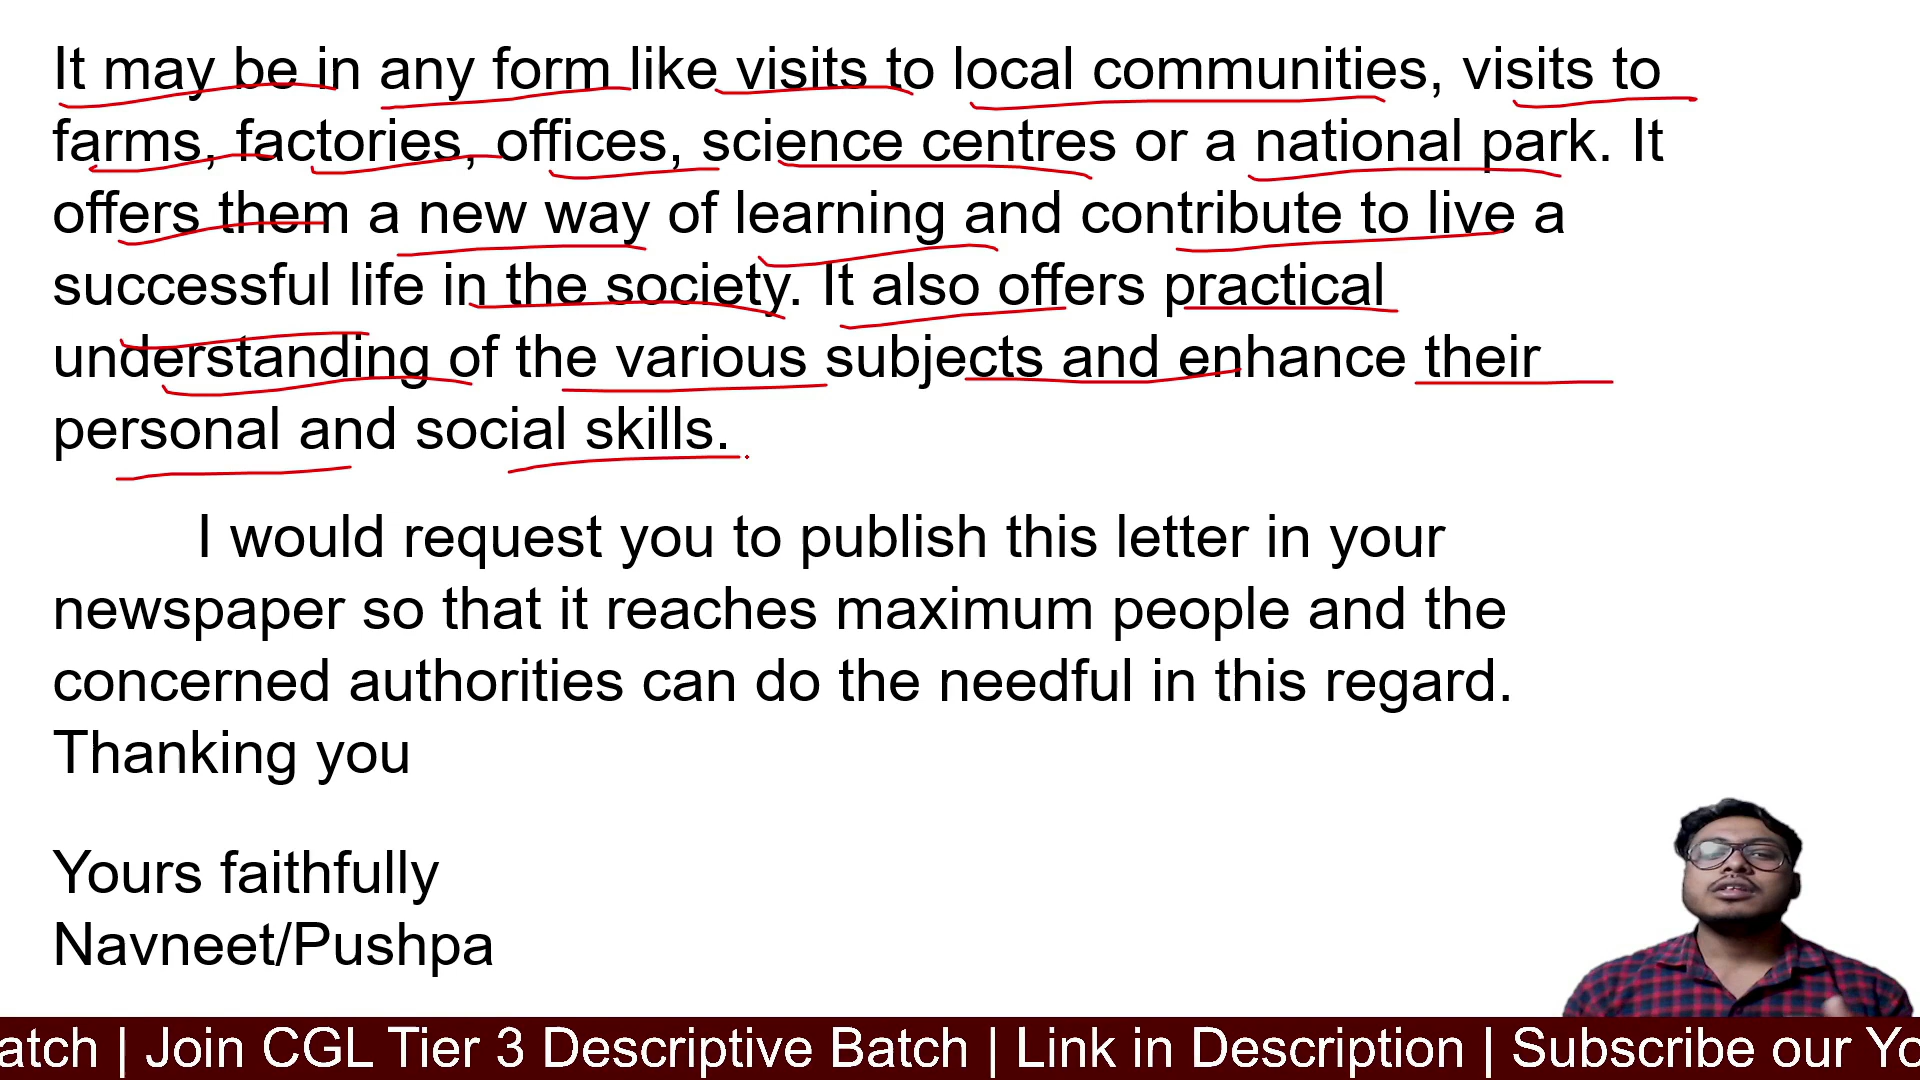 It may be in any form like visits to local communities, visits to
farms, factories, offices, science centres or a national park. It
offers them a new way of learning and contribute to live a
successful life in the society. It also offers practical
understanding of the various subjects and enhance their
personal and social skills.
I would request you to publish this letter in your
newspaper so that it reaches maximum people and the
concerned authorities can do the needful in this regard.
Thanking you
Yours faithfully
Navneet/Pushpa
atch | Join CGL Tier 3 Descriptive Batch | Link in Description | Subscribe our Yo